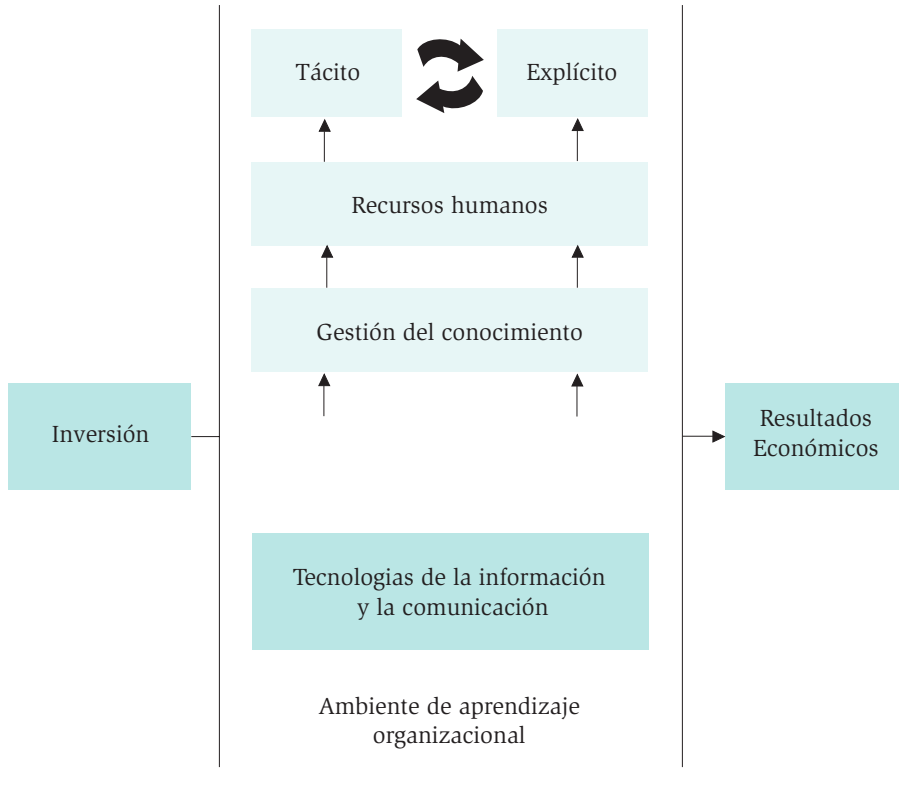 Tácito
Explícito
Recursos humanos
Gestión del conocimiento
Inversión
Resultados
Económicos
Tecnologias de la información
y la comunicación
Ambiente de aprendizaje
organizacional